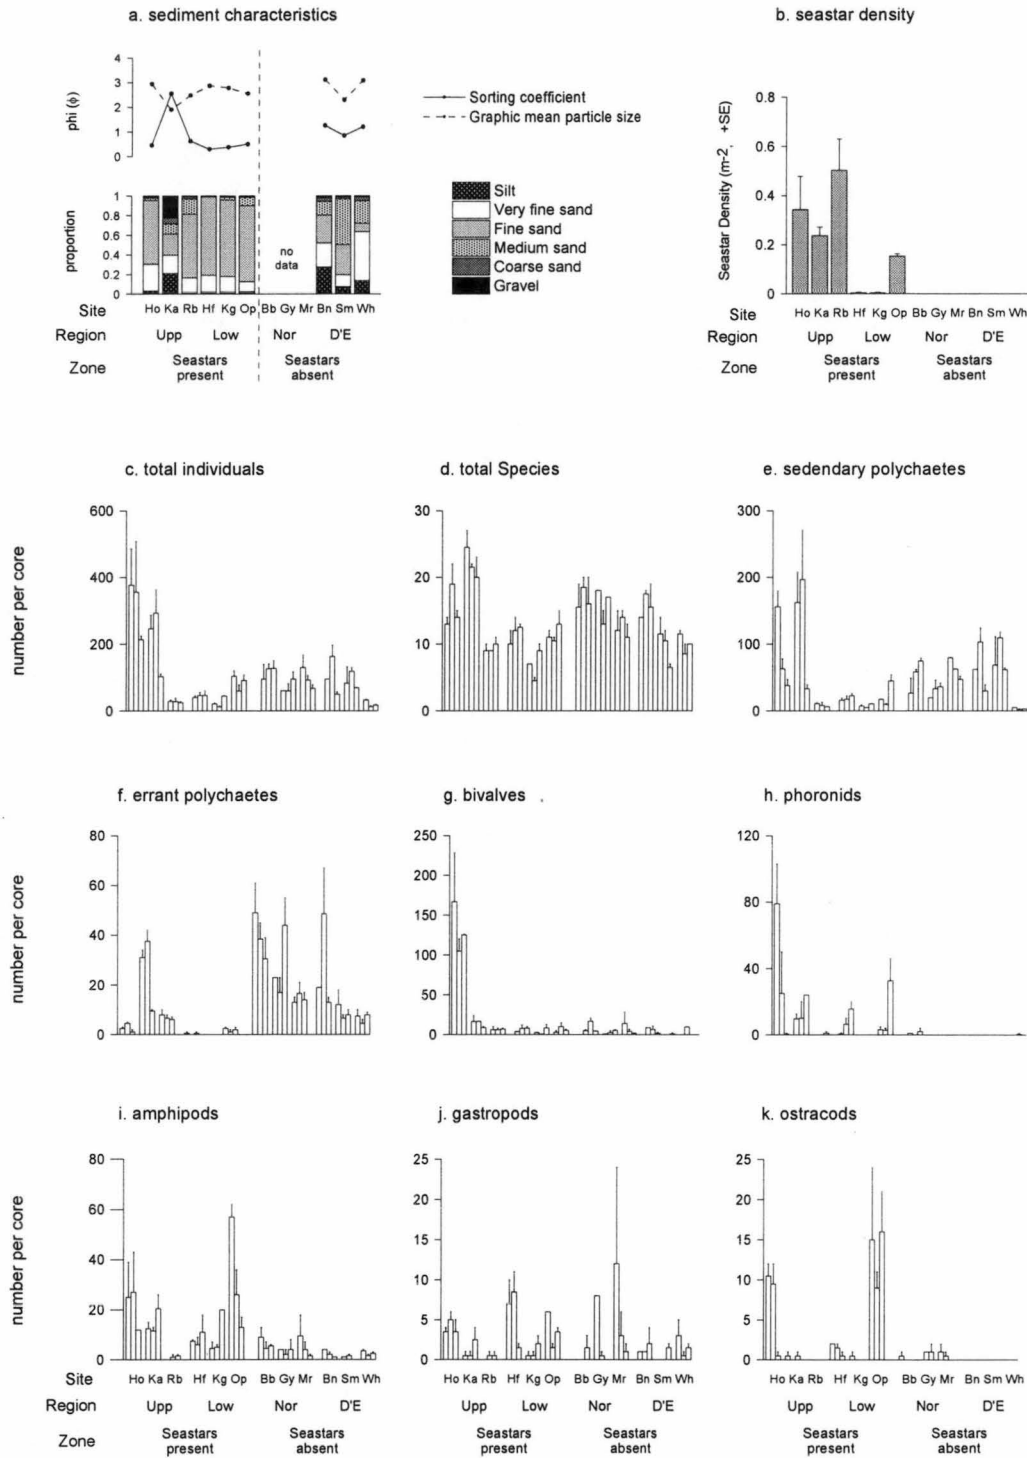 a. sediment characteristics
b. seastar density
phi (ϕ)
4
3
2
1
0
Sorting coefficient
Graphic mean particle size
proportion
1
0.8
0.6
0.4
0.2
0
no
data
Silt
Very fine sand
Fine sand
Medium sand
Coarse sand
Gravel
Site Ho Ka Rb Hf Kg Op Bb Gy Mr Bn Sm Wh
Region Upp Low Nor D'E
Zone Seastars present Seastars absent
Seastar Density (m-2, +SE)
0.8
0.6
0.4
0.2
0
Site Ho Ka Rb Hf Kg Op Bb Gy Mr Bn Sm Wh
Region Upp Low Nor D'E
Zone Seastars present Seastars absent
c. total individuals
d. total Species
e. sedendary polychaetes
number per core
600
400
200
0
30
20
10
0
300
200
100
0
f. errant polychaetes
g. bivalves
h. phoronids
number per core
80
60
40
20
0
250
200
150
100
50
0
120
80
40
0
i. amphipods
j. gastropods
k. ostracods
number per core
80
60
40
20
0
25
20
15
10
5
0
25
20
15
10
5
0
Site Ho Ka Rb Hf Kg Op Bb Gy Mr Bn Sm Wh Ho Ka Rb Hf Kg Op Bb Gy Mr Bn Sm Wh Ho Ka Rb Hf Kg Op Bb Gy Mr Bn Sm Wh
Region Upp Low Nor D'E Upp Low Nor D'E Upp Low Nor D'E
Zone Seastars present Seastars absent Seastars present Seastars absent Seastars present Seastars absent